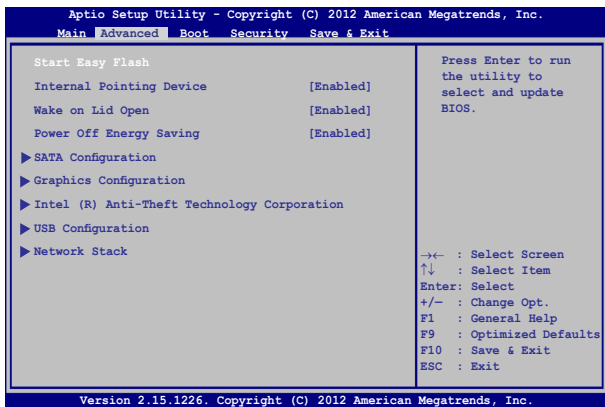 Aptio Setup Utility - Copyright (C) 2012 American Megatrends, Inc.
Main Advanced Boot Security Save & Exit
Start Easy Flash
Internal Pointing Device [Enabled]
Wake on Lid Open [Enabled]
Power Off Energy Saving [Enabled]
SATA Configuration
Graphics Configuration
Intel (R) Anti-Theft Technology Corporation
USB Configuration
Network Stack
Press Enter to run
the utility to
select and update
BIOS.
→← : Select Screen
↑↓ : Select Item
Enter: Select
+/— : Change Opt.
F1 : General Help
F9 : Optimized Defaults
F10 : Save & Exit
ESC : Exit
Version 2.15.1226. Copyright (C) 2012 American Megatrends, Inc.